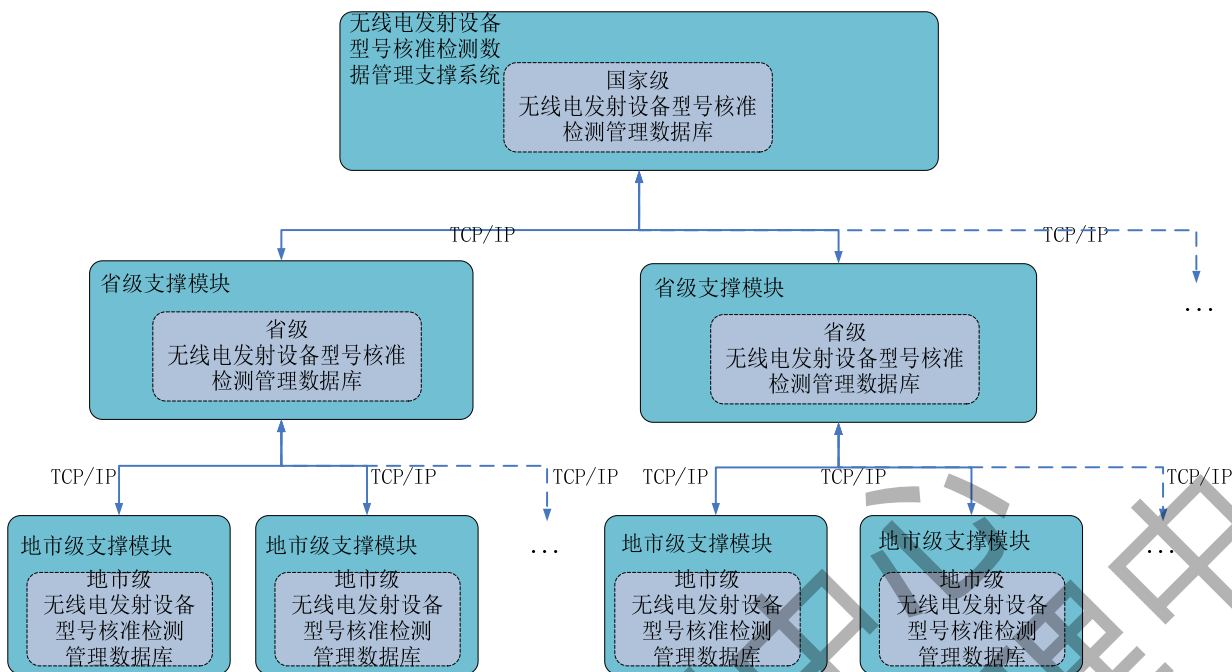 无线电发射设备
型号核准检测数
据管理支撑系统
国家级
无线电发射设备型号核准
检测管理数据库
TCP/IP
TCP/IP
省级支撑模块
省级
无线电发射设备型号核准
检测管理数据库
省级支撑模块
省级
无线电发射设备型号核准
检测管理数据库
...
TCP/IP
TCP/IP
TCP/IP
TCP/IP
TCP/IP
TCP/IP
地市级支撑模块
地市级
无线电发射设备
型号核准检测
管理数据库
地市级支撑模块
地市级
无线电发射设备
型号核准检测
管理数据库
...
地市级支撑模块
地市级
无线电发射设备
型号核准检测
管理数据库
地市级支撑模块
地市级
无线电发射设备
型号核准检测
管理数据库
...
中心
理中